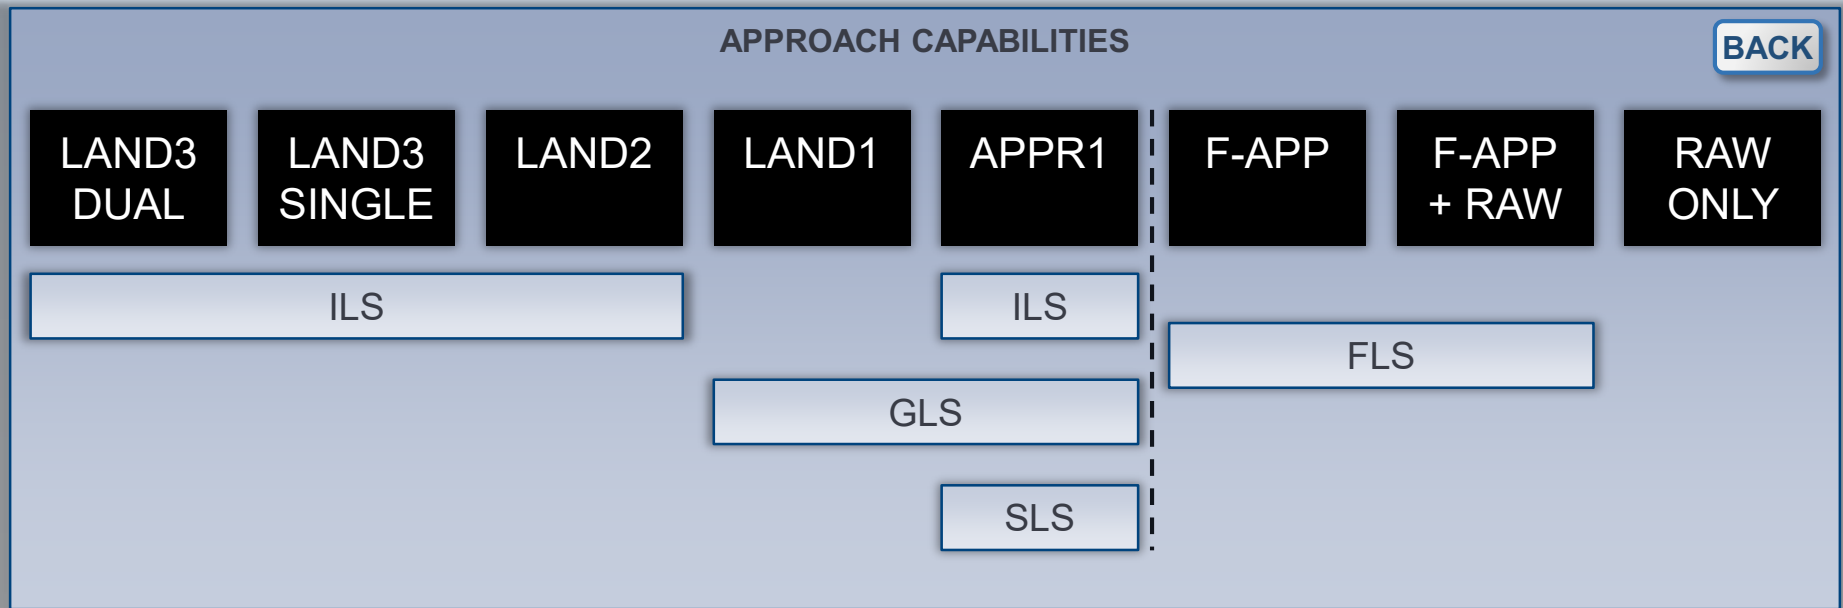 APPROACH CAPABILITIES
BACK
LAND3
DUAL
LAND3
SINGLE
LAND2
LAND1
APPR1
F-APP
F-APP
+ RAW
RAW
ONLY
ILS
ILS
FLS
GLS
SLS